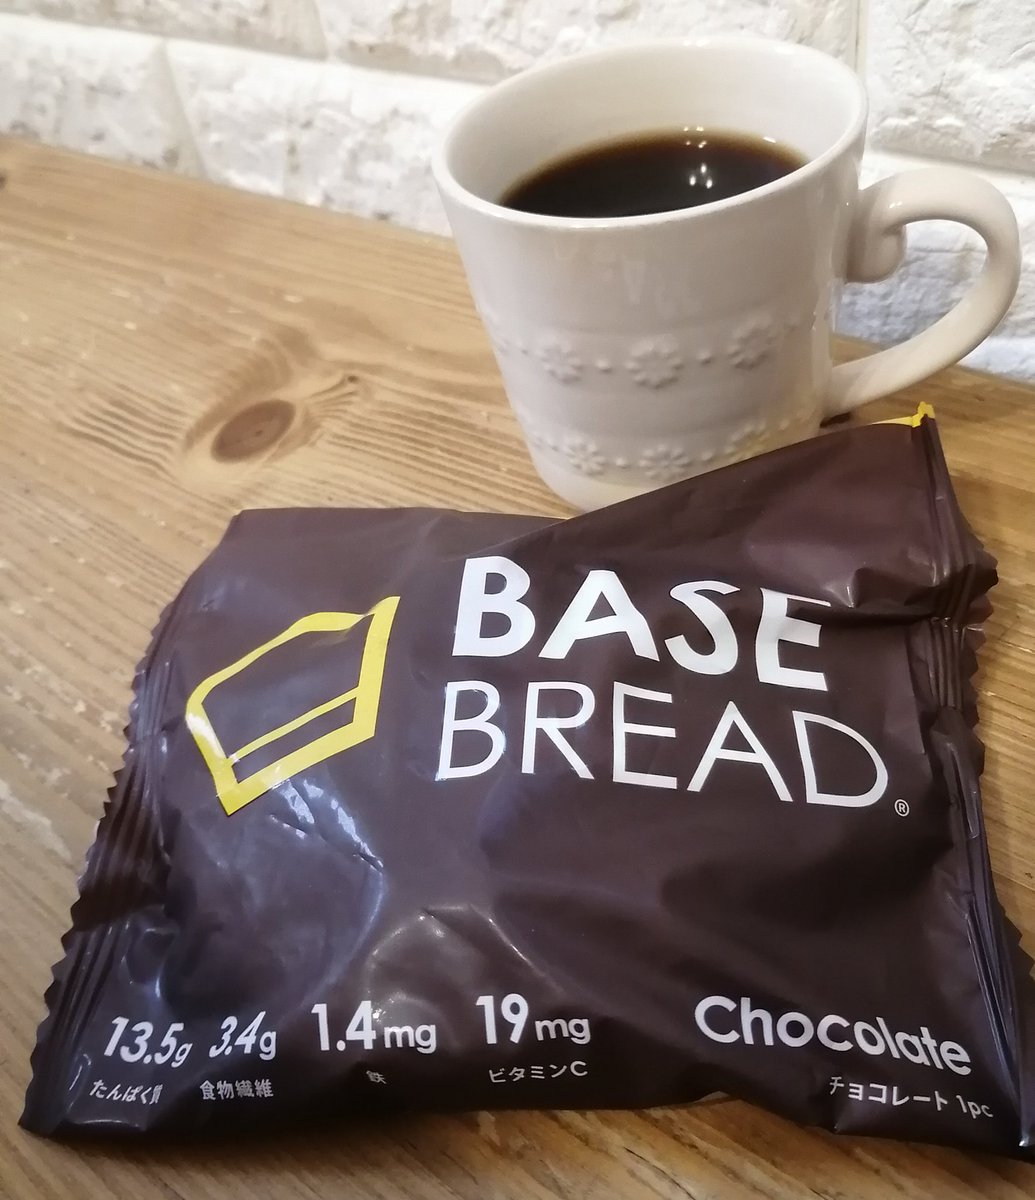 BASE
BREAD®
13.5g 3.4g 1.4mg 19mg
たんぱく質 食物繊維 鉄 ビタミンC
Chocolate
チョコレート 1pc